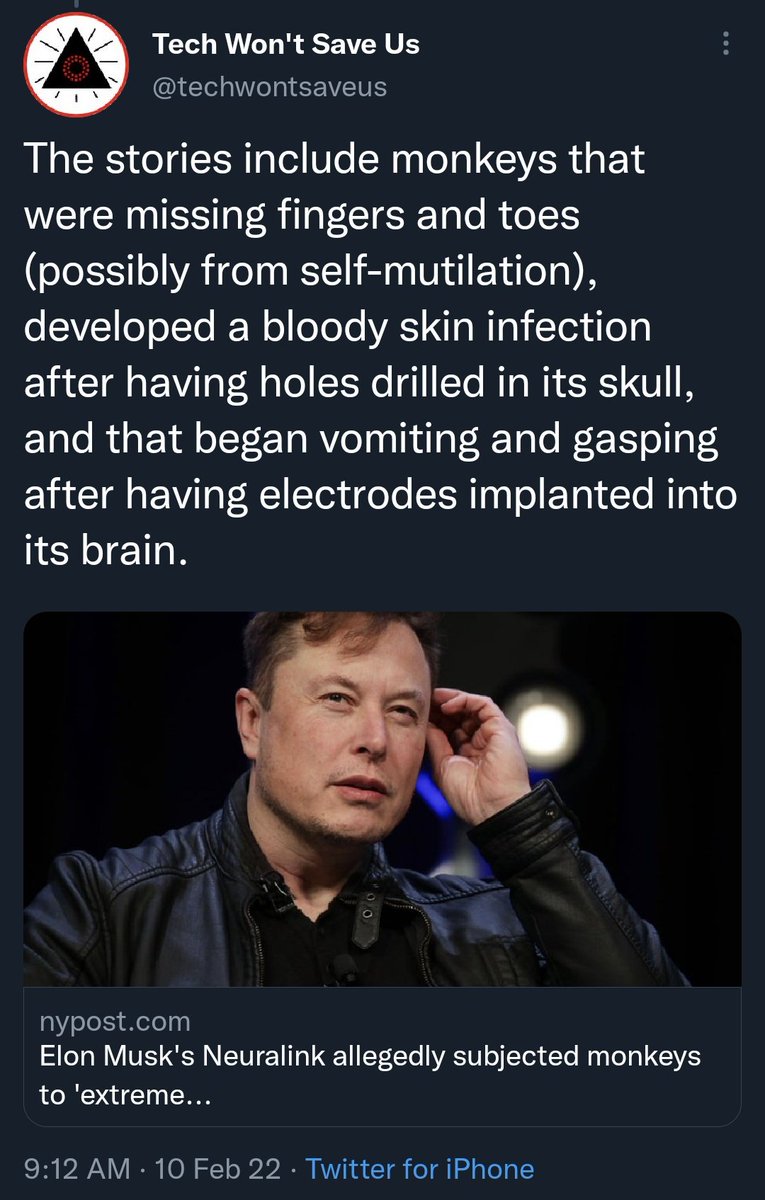 Tech Won't Save Us
@techwontsaveus
The stories include monkeys that
were missing fingers and toes
(possibly from self-mutilation),
developed a bloody skin infection
after having holes drilled in its skull,
and that began vomiting and gasping
after having electrodes implanted into
its brain.
nypost.com
Elon Musk's Neuralink allegedly subjected monkeys
to 'extreme...
9:12 AM · 10 Feb 22 · Twitter for iPhone